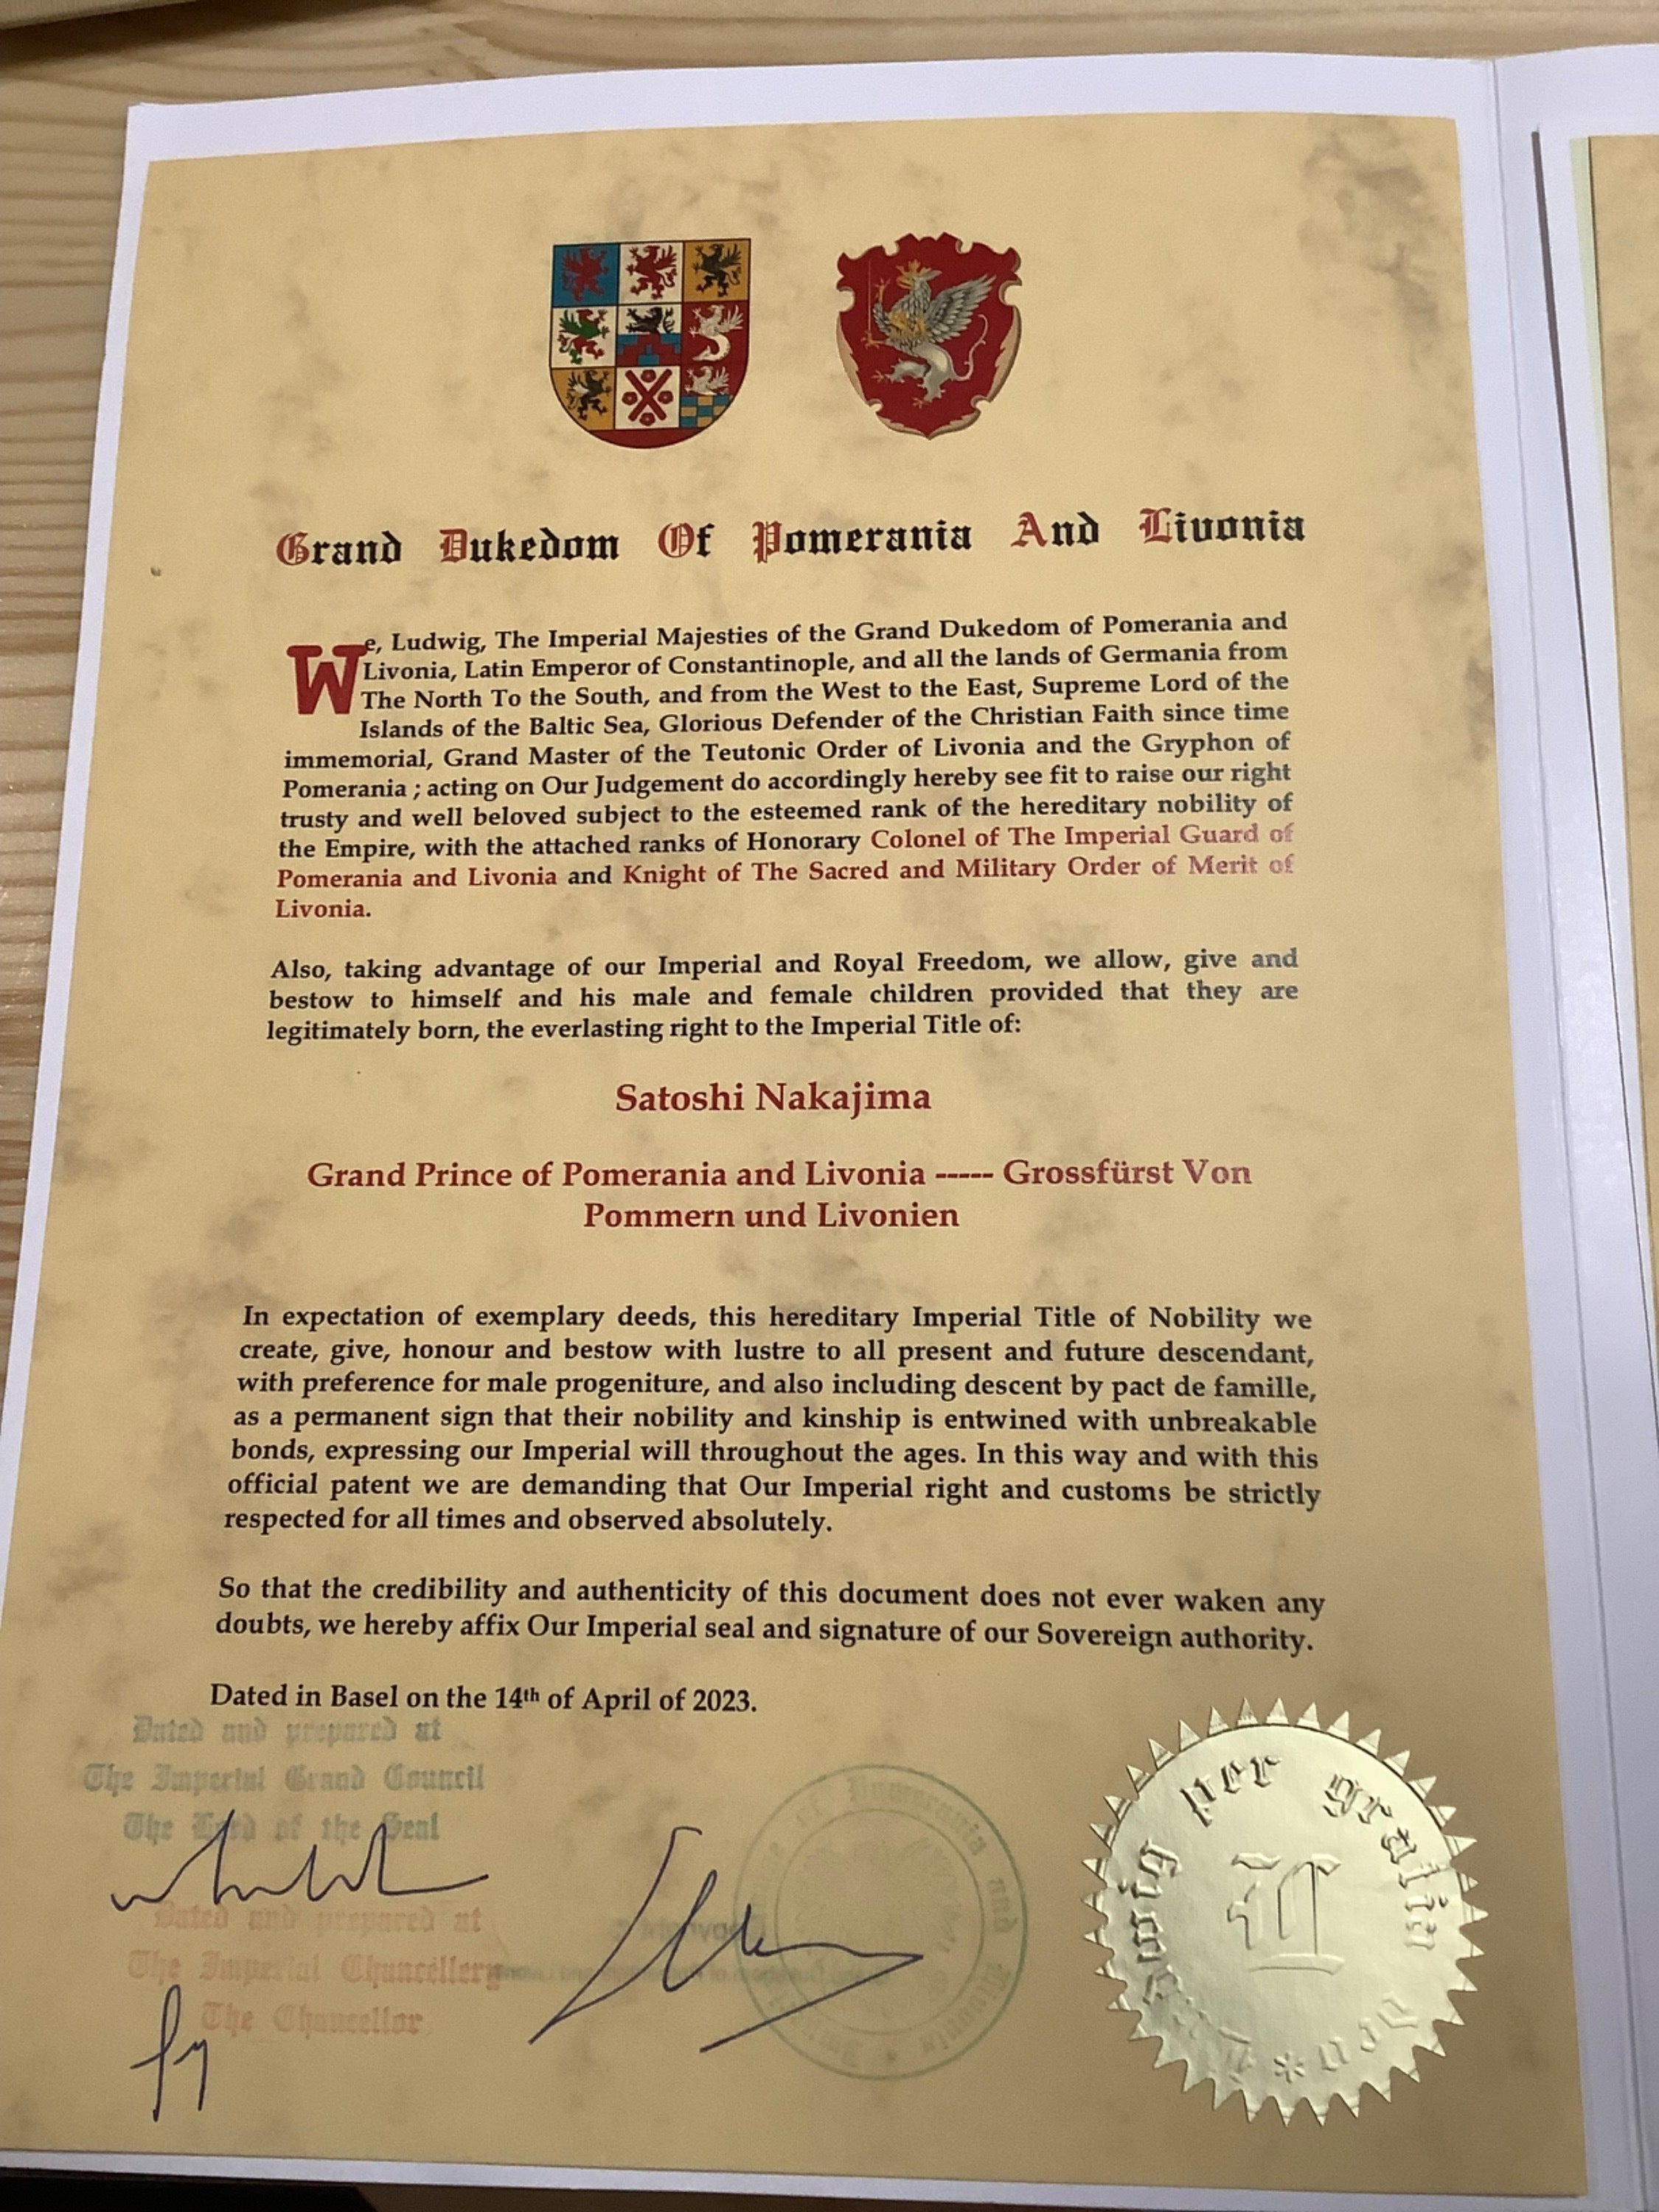 Grand Dukedom Of Pomerania And Livonia
We, Ludwig, The Imperial Majesties of the Grand Dukedom of Pomerania and
Livonia, Latin Emperor of Constantinople, and all the lands of Germania from
The North To the South, and from the West to the East, Supreme Lord of the
Islands of the Baltic Sea, Glorious Defender of the Christian Faith since time
immemorial, Grand Master of the Teutonic Order of Livonia and the Gryphon of
Pomerania ; acting on Our Judgement do accordingly hereby see fit to raise our right
trusty and well beloved subject to the esteemed rank of the hereditary nobility of
the Empire, with the attached ranks of Honorary Colonel of The Imperial Guard of
Pomerania and Livonia and Knight of The Sacred and Military Order of Merit of
Livonia.
Also, taking advantage of our Imperial and Royal Freedom, we allow, give and
bestow to himself and his male and female children provided that they are
legitimately born, the everlasting right to the Imperial Title of:
Satoshi Nakajima
Grand Prince of Pomerania and Livonia ----- Grossfürst Von
Pommern und Livonien
In expectation of exemplary deeds, this hereditary Imperial Title of Nobility we
create, give, honour and bestow with lustre to all present and future descendant,
with preference for male progeniture, and also including descent by pact de famille,
as a permanent sign that their nobility and kinship is entwined with unbreakable
bonds, expressing our Imperial will throughout the ages. In this way and with this
official patent we are demanding that Our Imperial right and customs be strictly
respected for all times and observed absolutely.
So that the credibility and authenticity of this document does not ever waken any
doubts, we hereby affix Our Imperial seal and signature of our Sovereign authority.
Dated in Basel on the 14th of April of 2023.
Dated and prepared at
The Imperial Grand Council
The Lord of the Seal
Dated and prepared at
The Imperial Chancellery
The Chancellor
of Pomerania and Livonia
per gratia